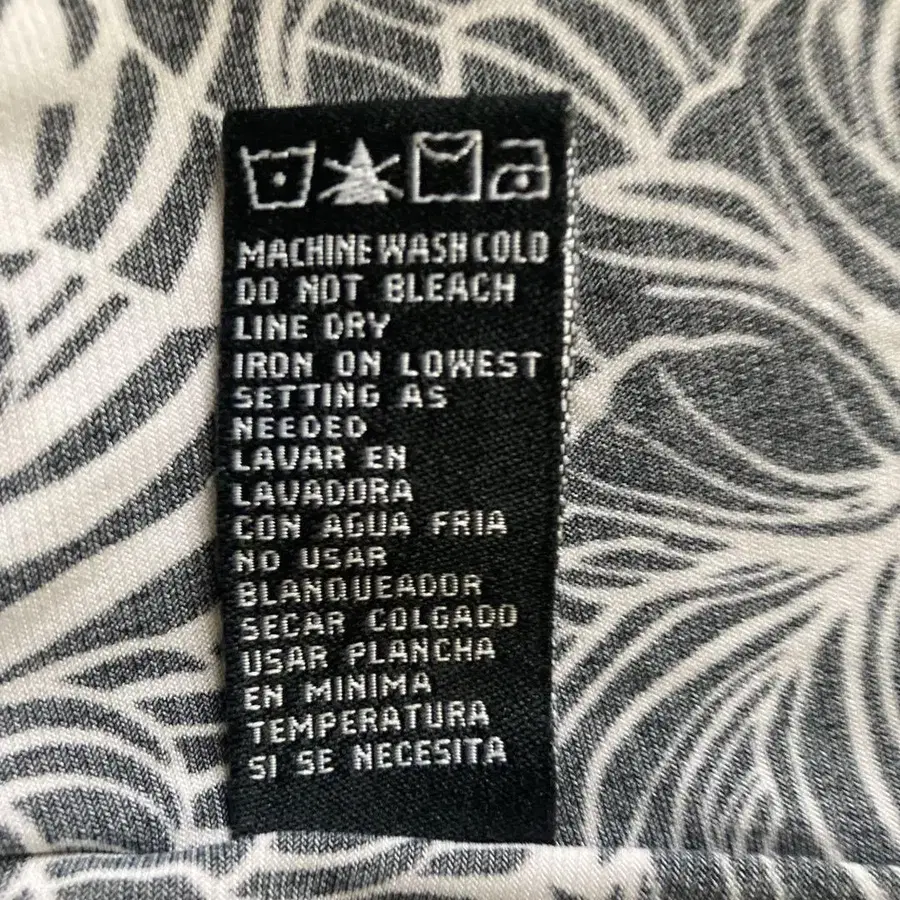 MACHINE WASH COLD
DO NOT BLEACH
LINE DRY
IRON ON LOWEST
SETTING AS
NEEDED
LAVAR EN
LAVADORA
CON AGUA FRIA
NO USAR
BLANQUEADOR
SECAR COLGADO
USAR PLANCHA
EN MINIMA
TEMPERATURA
SI SE NECESITA